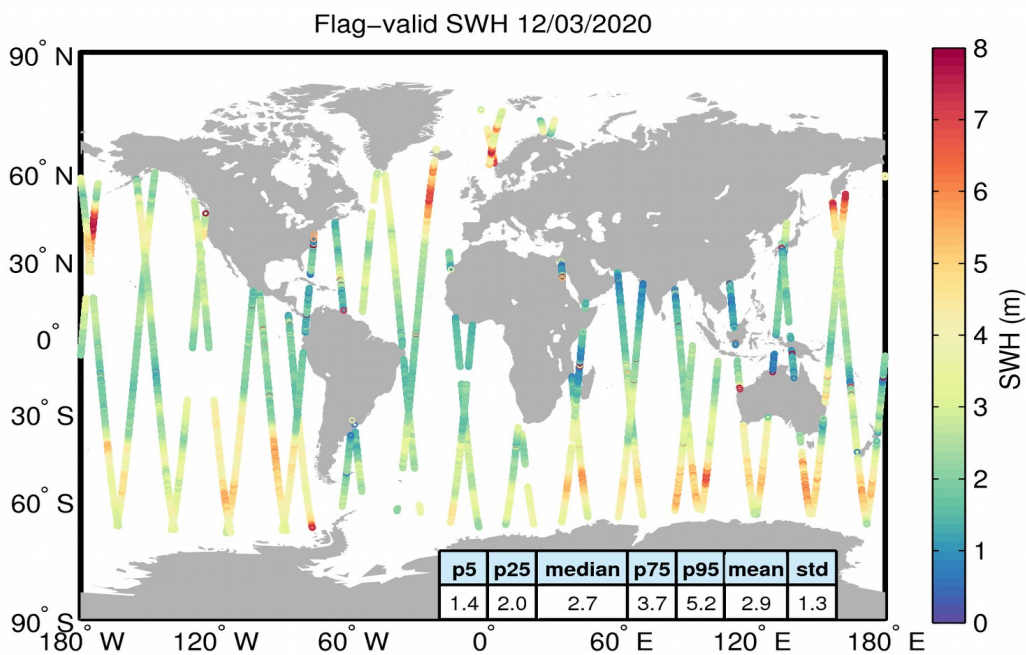 Flag−valid SWH 12/03/2020
90° N
60° N
30° N
0°
30° S
60° S
90° S
180° W
120° W
60° W
0°
60° E
120° E
180° E
p5 p25 median p75 p95 mean std
1.4 2.0 2.7 3.7 5.2 2.9 1.3
8
7
6
5
4
3
2
1
0
SWH (m)